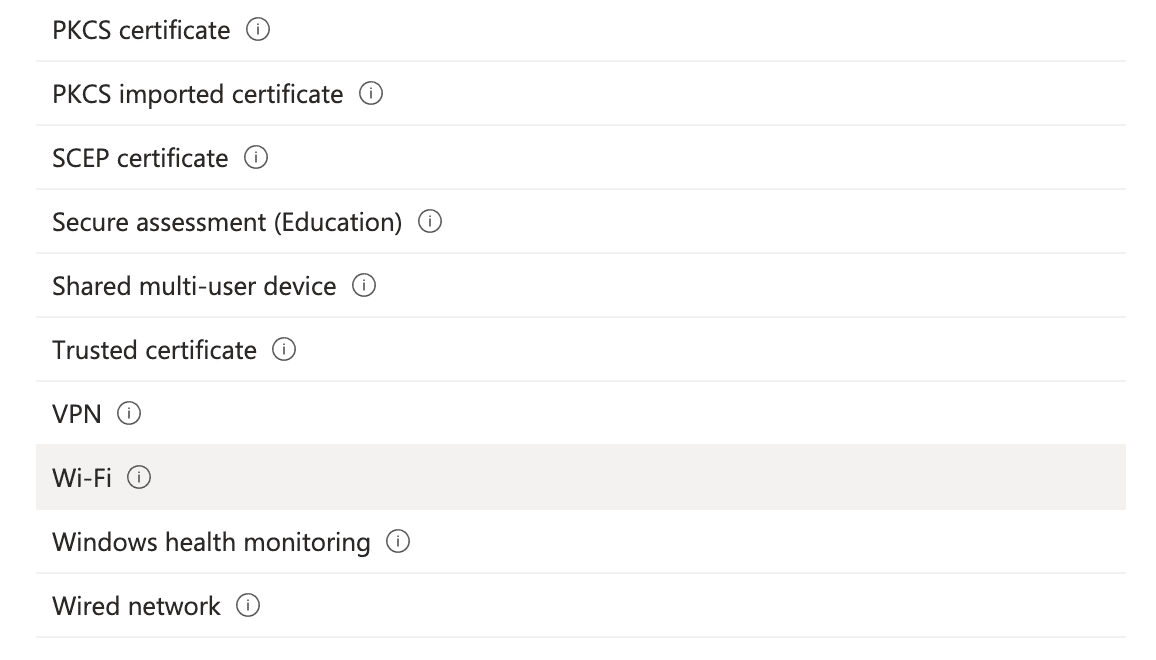 PKCS certificate
PKCS imported certificate
SCEP certificate
Secure assessment (Education)
Shared multi-user device
Trusted certificate
VPN
Wi-Fi
Windows health monitoring
Wired network